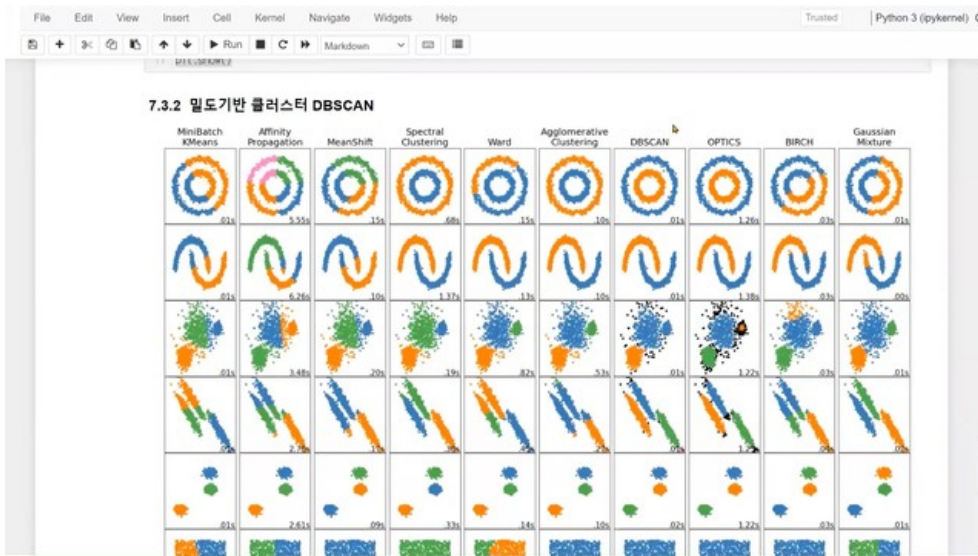 File Edit View Insert Cell Kernel Navigate Widgets Help Trusted Python 3 (ipykernel)
Run Markdown
plt.show()
7.3.2 밀도기반 클러스터 DBSCAN
MiniBatch KMeans Affinity Propagation MeanShift Spectral Clustering Ward Agglomerative Clustering DBSCAN OPTICS BIRCH Gaussian Mixture
.01s 5.55s .15s .68s .15s .10s .01s 1.26s .03s .01s
.01s 6.26s .10s 1.37s .13s .10s .01s 1.38s .03s .00s
.01s 3.48s .20s .19s .82s .53s .01s 1.22s .03s .01s
.01s 2.61s .09s .33s .14s .10s .02s 1.22s .03s .01s